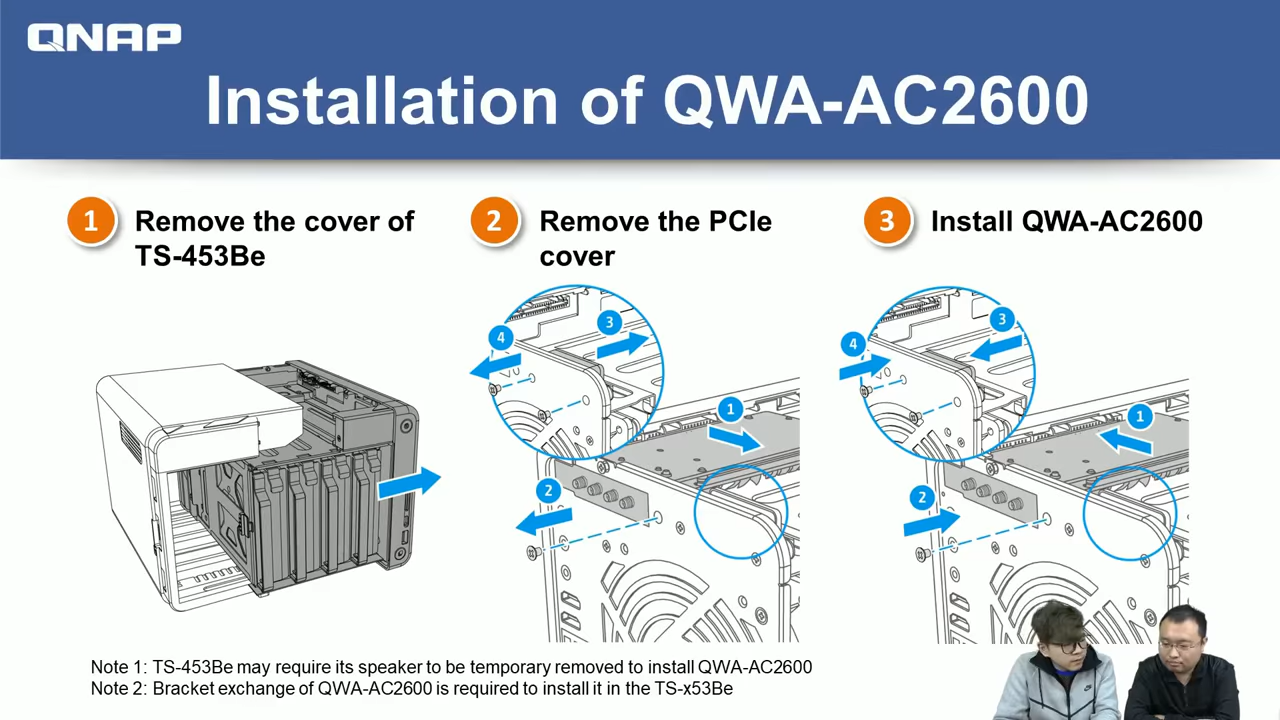 QNAP
Installation of QWA-AC2600
1
Remove the cover of
TS-453Be
2
Remove the PCIe
cover
3
Install QWA-AC2600
4
3
1
2
4
3
1
2
Note 1: TS-453Be may require its speaker to be temporary removed to install QWA-AC2600
Note 2: Bracket exchange of QWA-AC2600 is required to install it in the TS-x53Be